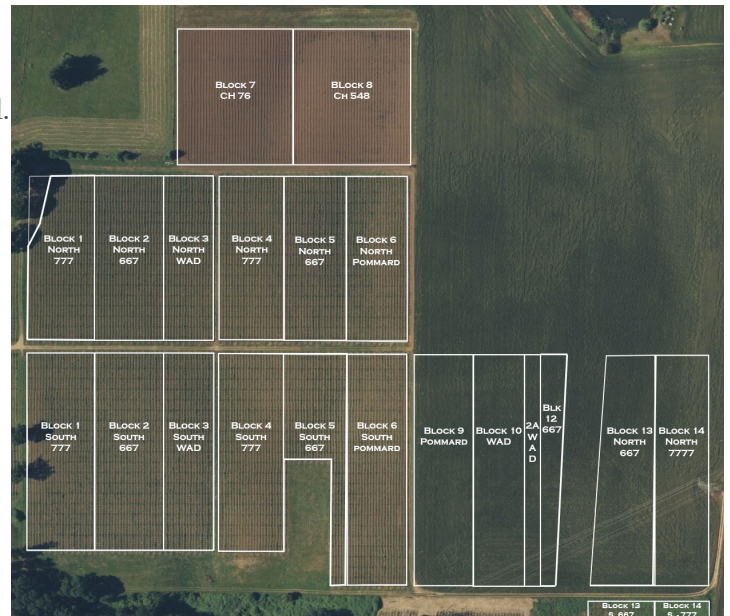 l.
BLOCK 7
CH 76
BLOCK 8
CH 548
BLOCK 1
NORTH
777
BLOCK 2
NORTH
667
BLOCK 3
NORTH
WAD
BLOCK 4
NORTH
777
BLOCK 5
NORTH
667
BLOCK 6
NORTH
POMMARD
BLOCK 1
SOUTH
777
BLOCK 2
SOUTH
667
BLOCK 3
SOUTH
WAD
BLOCK 4
SOUTH
777
BLOCK 5
SOUTH
667
BLOCK 6
SOUTH
POMMARD
BLOCK 9
POMMARD
BLOCK 10
WAD
2A
W
A
D
BLK
12
667
BLOCK 13
NORTH
667
BLOCK 14
NORTH
7777
BLOCK 13
S. 667
BLOCK 14
S. -777